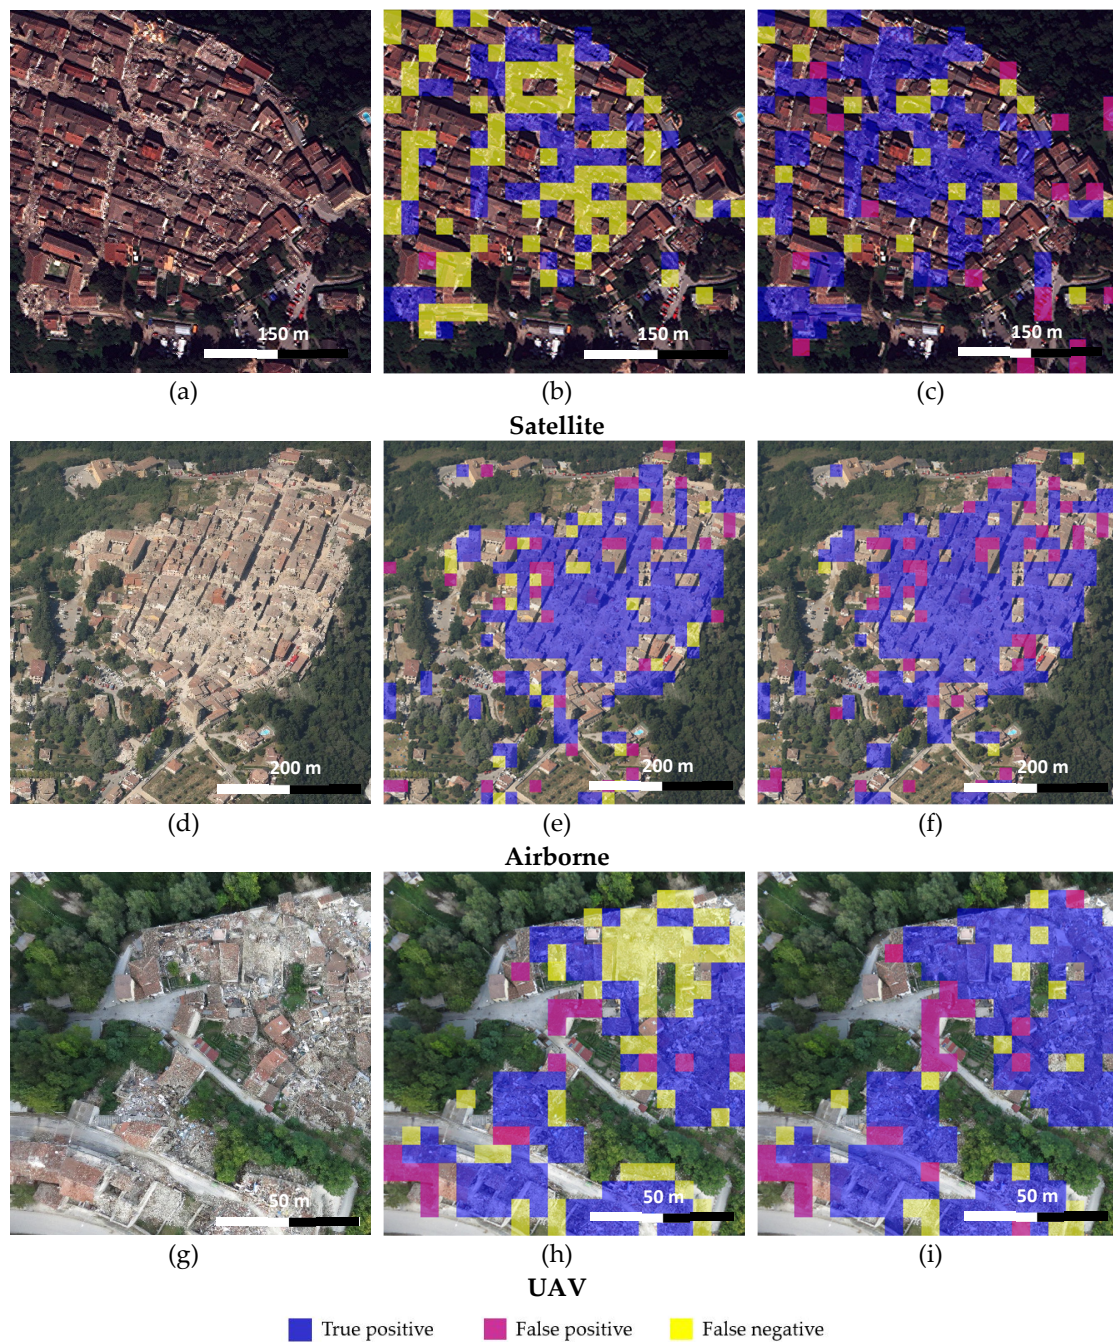 150 m
150 m
150 m
(a)
(b)
(c)
Satellite
200 m
200 m
200 m
(d)
(e)
(f)
Airborne
50 m
50 m
50 m
(g)
(h)
(i)
UAV
True positive
False positive
False negative